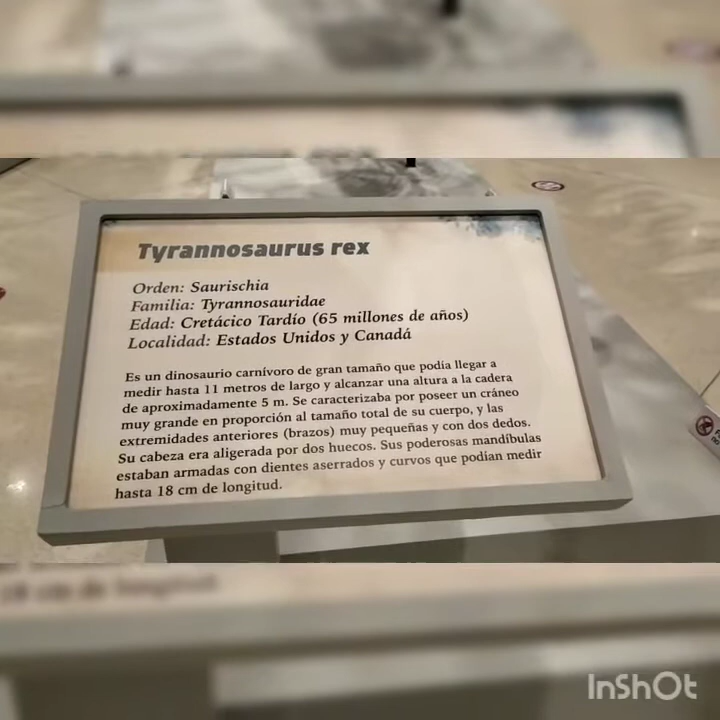 Tyrannosaurus rex
Orden: Saurischia
Familia: Tyrannosauridae
Edad: Cretácico Tardío (65 millones de años)
Localidad: Estados Unidos y Canadá
Es un dinosaurio carnívoro de gran tamaño que podía llegar a
medir hasta 11 metros de largo y alcanzar una altura a la cadera
de aproximadamente 5 m. Se caracterizaba por poseer un cráneo
muy grande en proporción al tamaño total de su cuerpo, y las
extremidades anteriores (brazos) muy pequeñas y con dos dedos.
Su cabeza era aligerada por dos huecos. Sus poderosas mandíbulas
estaban armadas con dientes aserrados y curvos que podían medir
hasta 18 cm de longitud.
InShOt